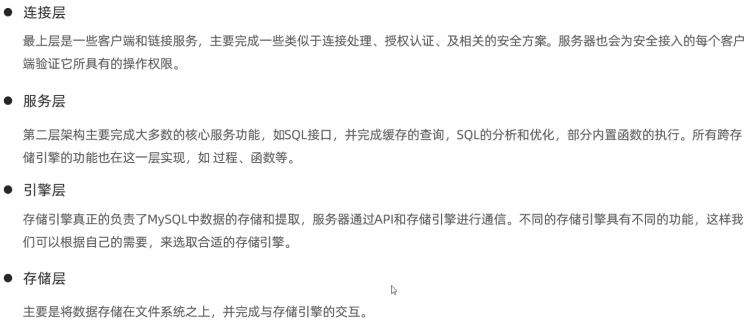 ● 连接层
最上层是一些客户端和链接服务，主要完成一些类似于连接处理、授权认证、及相关的安全方案。服务器也会为安全接入的每个客户
端验证它所具有的操作权限。
● 服务层
第二层架构主要完成大多数的核心服务功能，如SQL接口，并完成缓存的查询，SQL的分析和优化，部分内置函数的执行。所有跨存
储引擎的功能也在这一层实现，如 过程、函数等。
● 引擎层
存储引擎真正的负责了MySQL中数据的存储和提取，服务器通过API和存储引擎进行通信。不同的存储引擎具有不同的功能，这样我
们可以根据自己的需要，来选取合适的存储引擎。
● 存储层
主要是将数据存储在文件系统之上，并完成与存储引擎的交互。